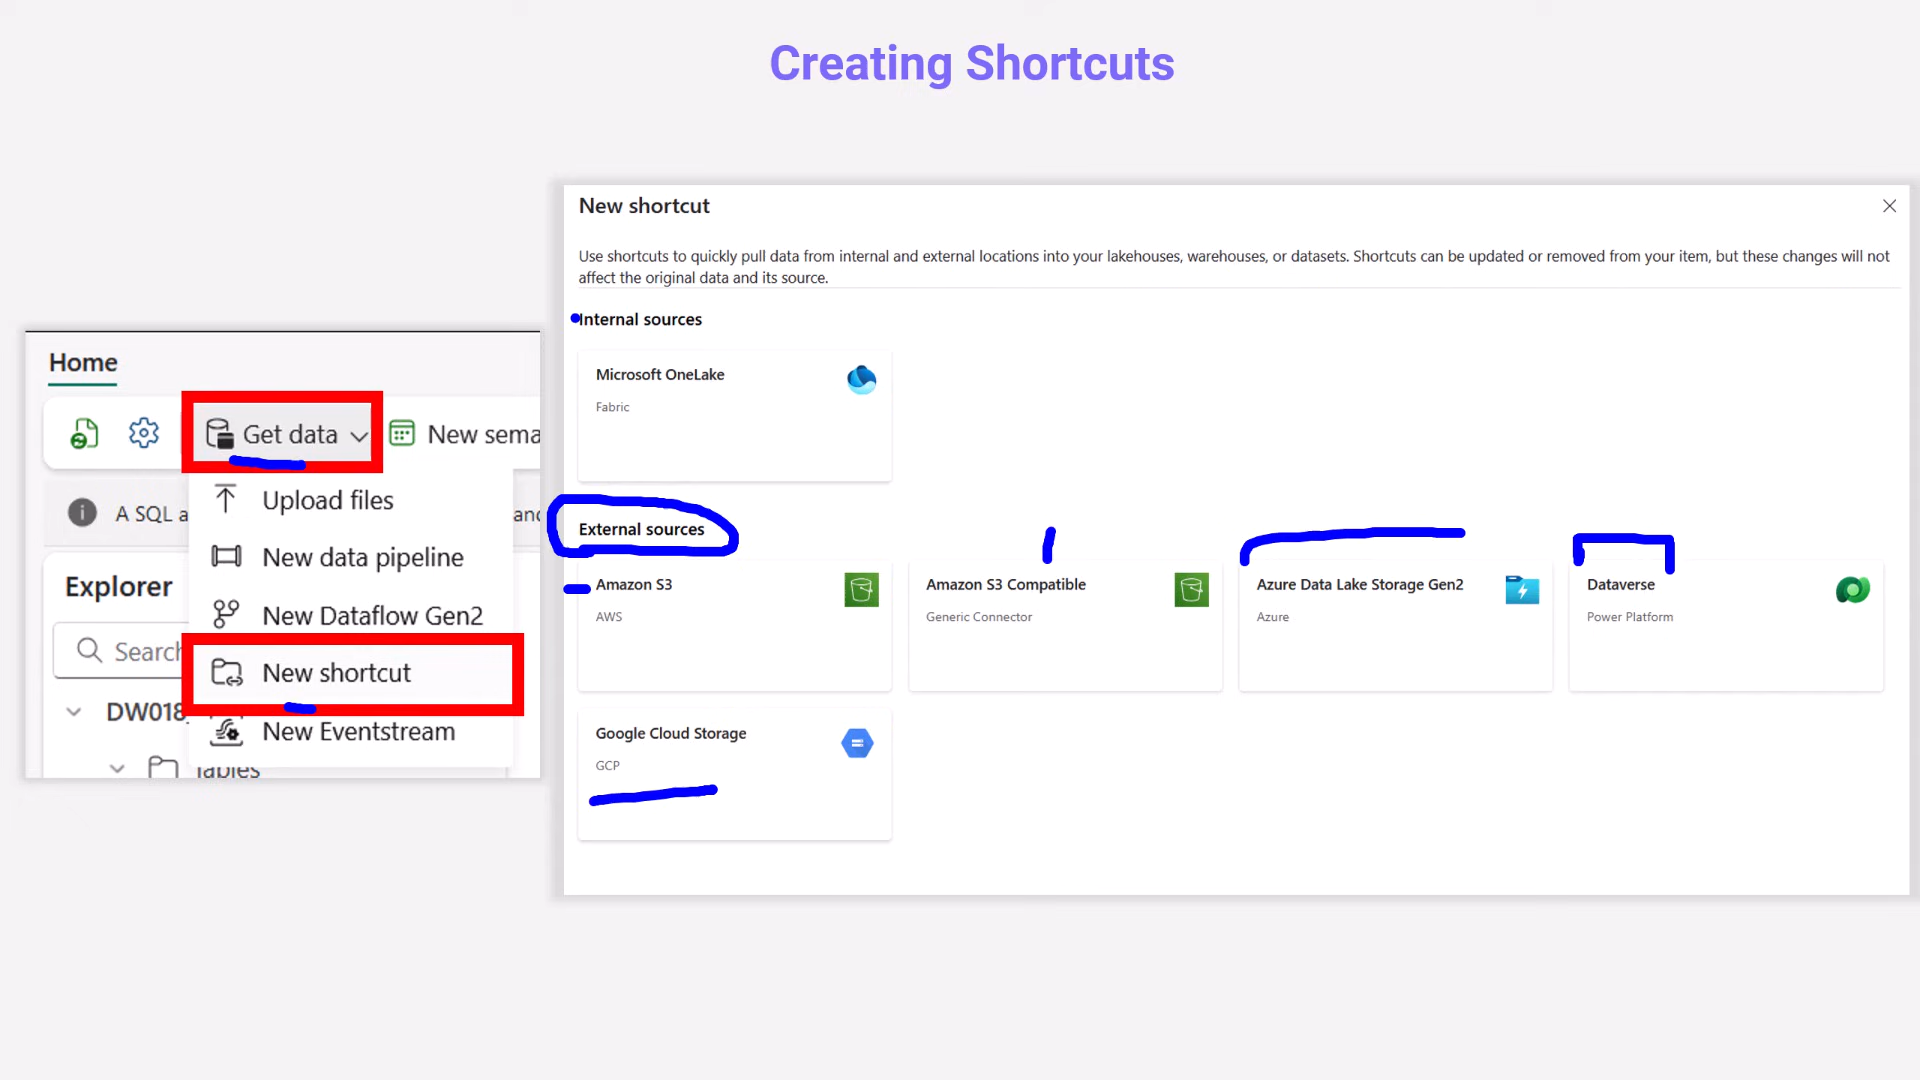 Creating Shortcuts
Home
Get data
New sema
Upload files
A SQL a
and
New data pipeline
Explorer
New Dataflow Gen2
Search
New shortcut
DW018
New Eventstream
Tables
New shortcut
Use shortcuts to quickly pull data from internal and external locations into your lakehouses, warehouses, or datasets. Shortcuts can be updated or removed from your item, but these changes will not
affect the original data and its source.
Internal sources
Microsoft OneLake
Fabric
External sources
Amazon S3
AWS
Amazon S3 Compatible
Generic Connector
Azure Data Lake Storage Gen2
Azure
Dataverse
Power Platform
Google Cloud Storage
GCP